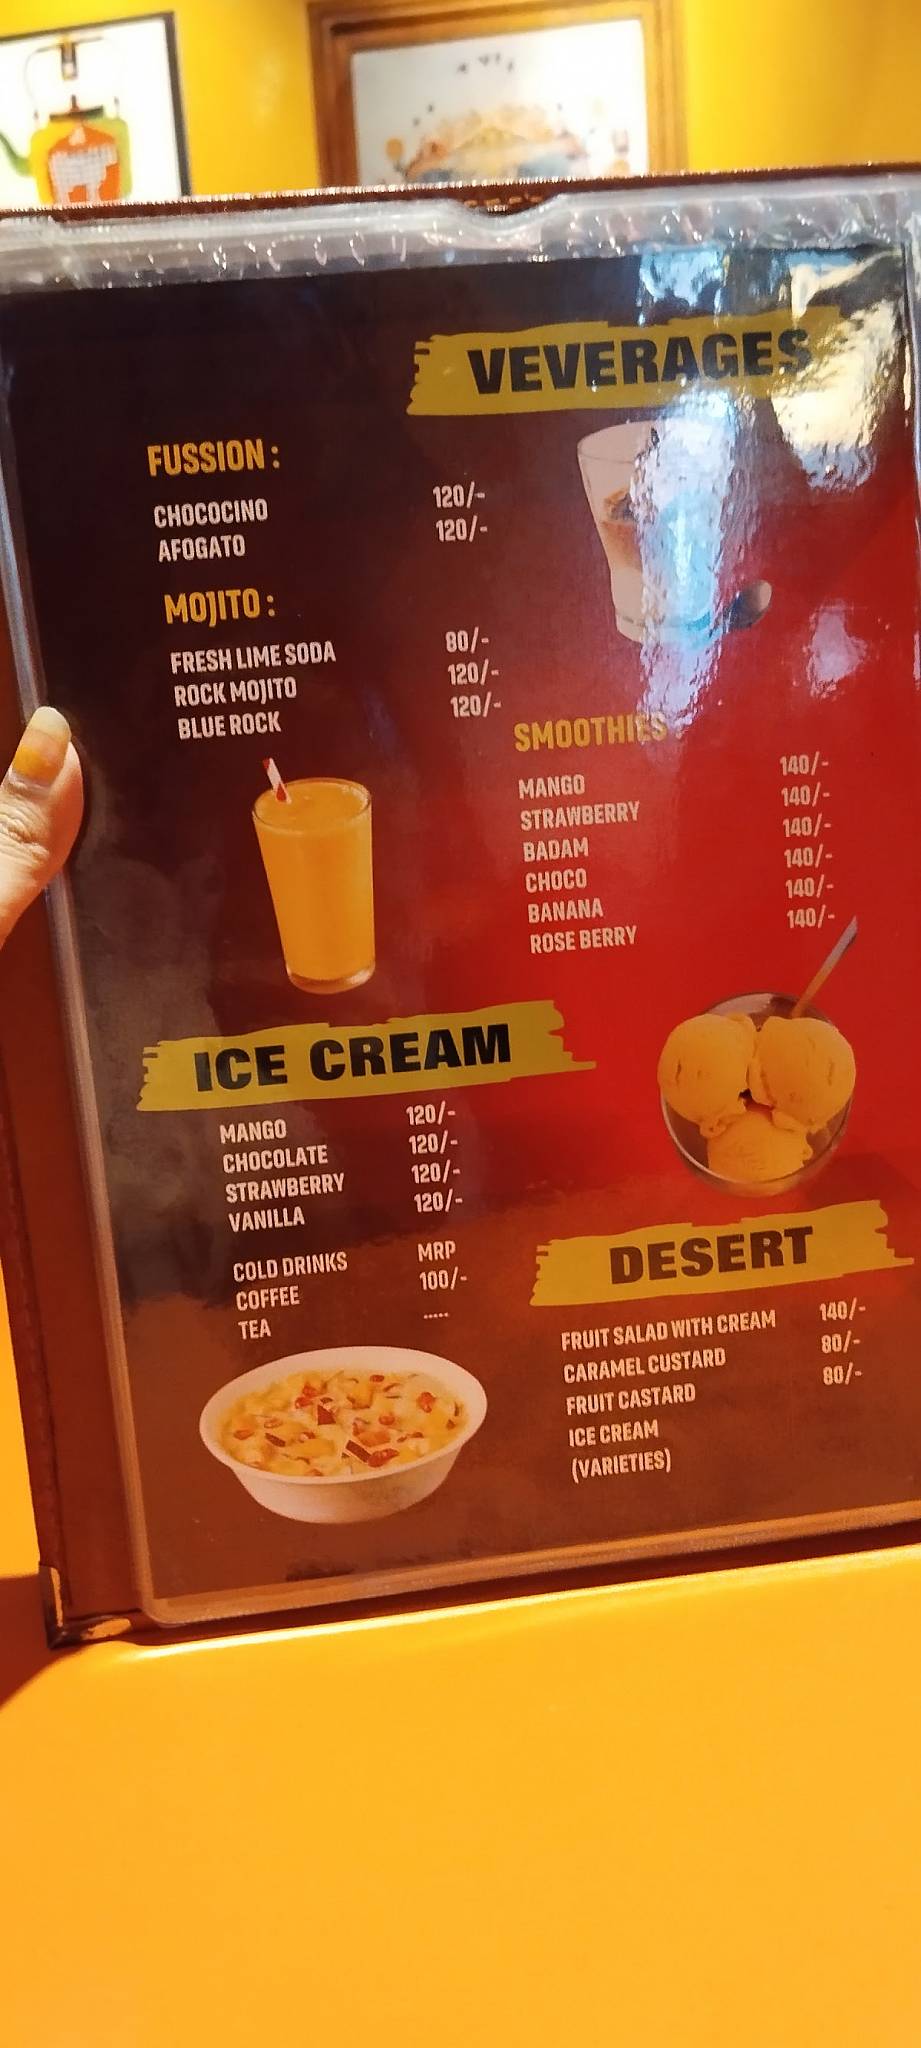 VEVERAGES
FUSSION :
CHOCOCINO 120/-
AFOGATO 120/-
MOJITO :
FRESH LIME SODA 80/-
ROCK MOJITO 120/-
BLUE ROCK 120/-
SMOOTHIES :
MANGO 140/-
STRAWBERRY 140/-
BADAM 140/-
CHOCO 140/-
BANANA 140/-
ROSE BERRY 140/-
ICE CREAM
MANGO 120/-
CHOCOLATE 120/-
STRAWBERRY 120/-
VANILLA 120/-
COLD DRINKS MRP
COFFEE 100/-
TEA .....
DESERT
FRUIT SALAD WITH CREAM 140/-
CARAMEL CUSTARD 80/-
FRUIT CASTARD 80/-
ICE CREAM
(VARIETIES)